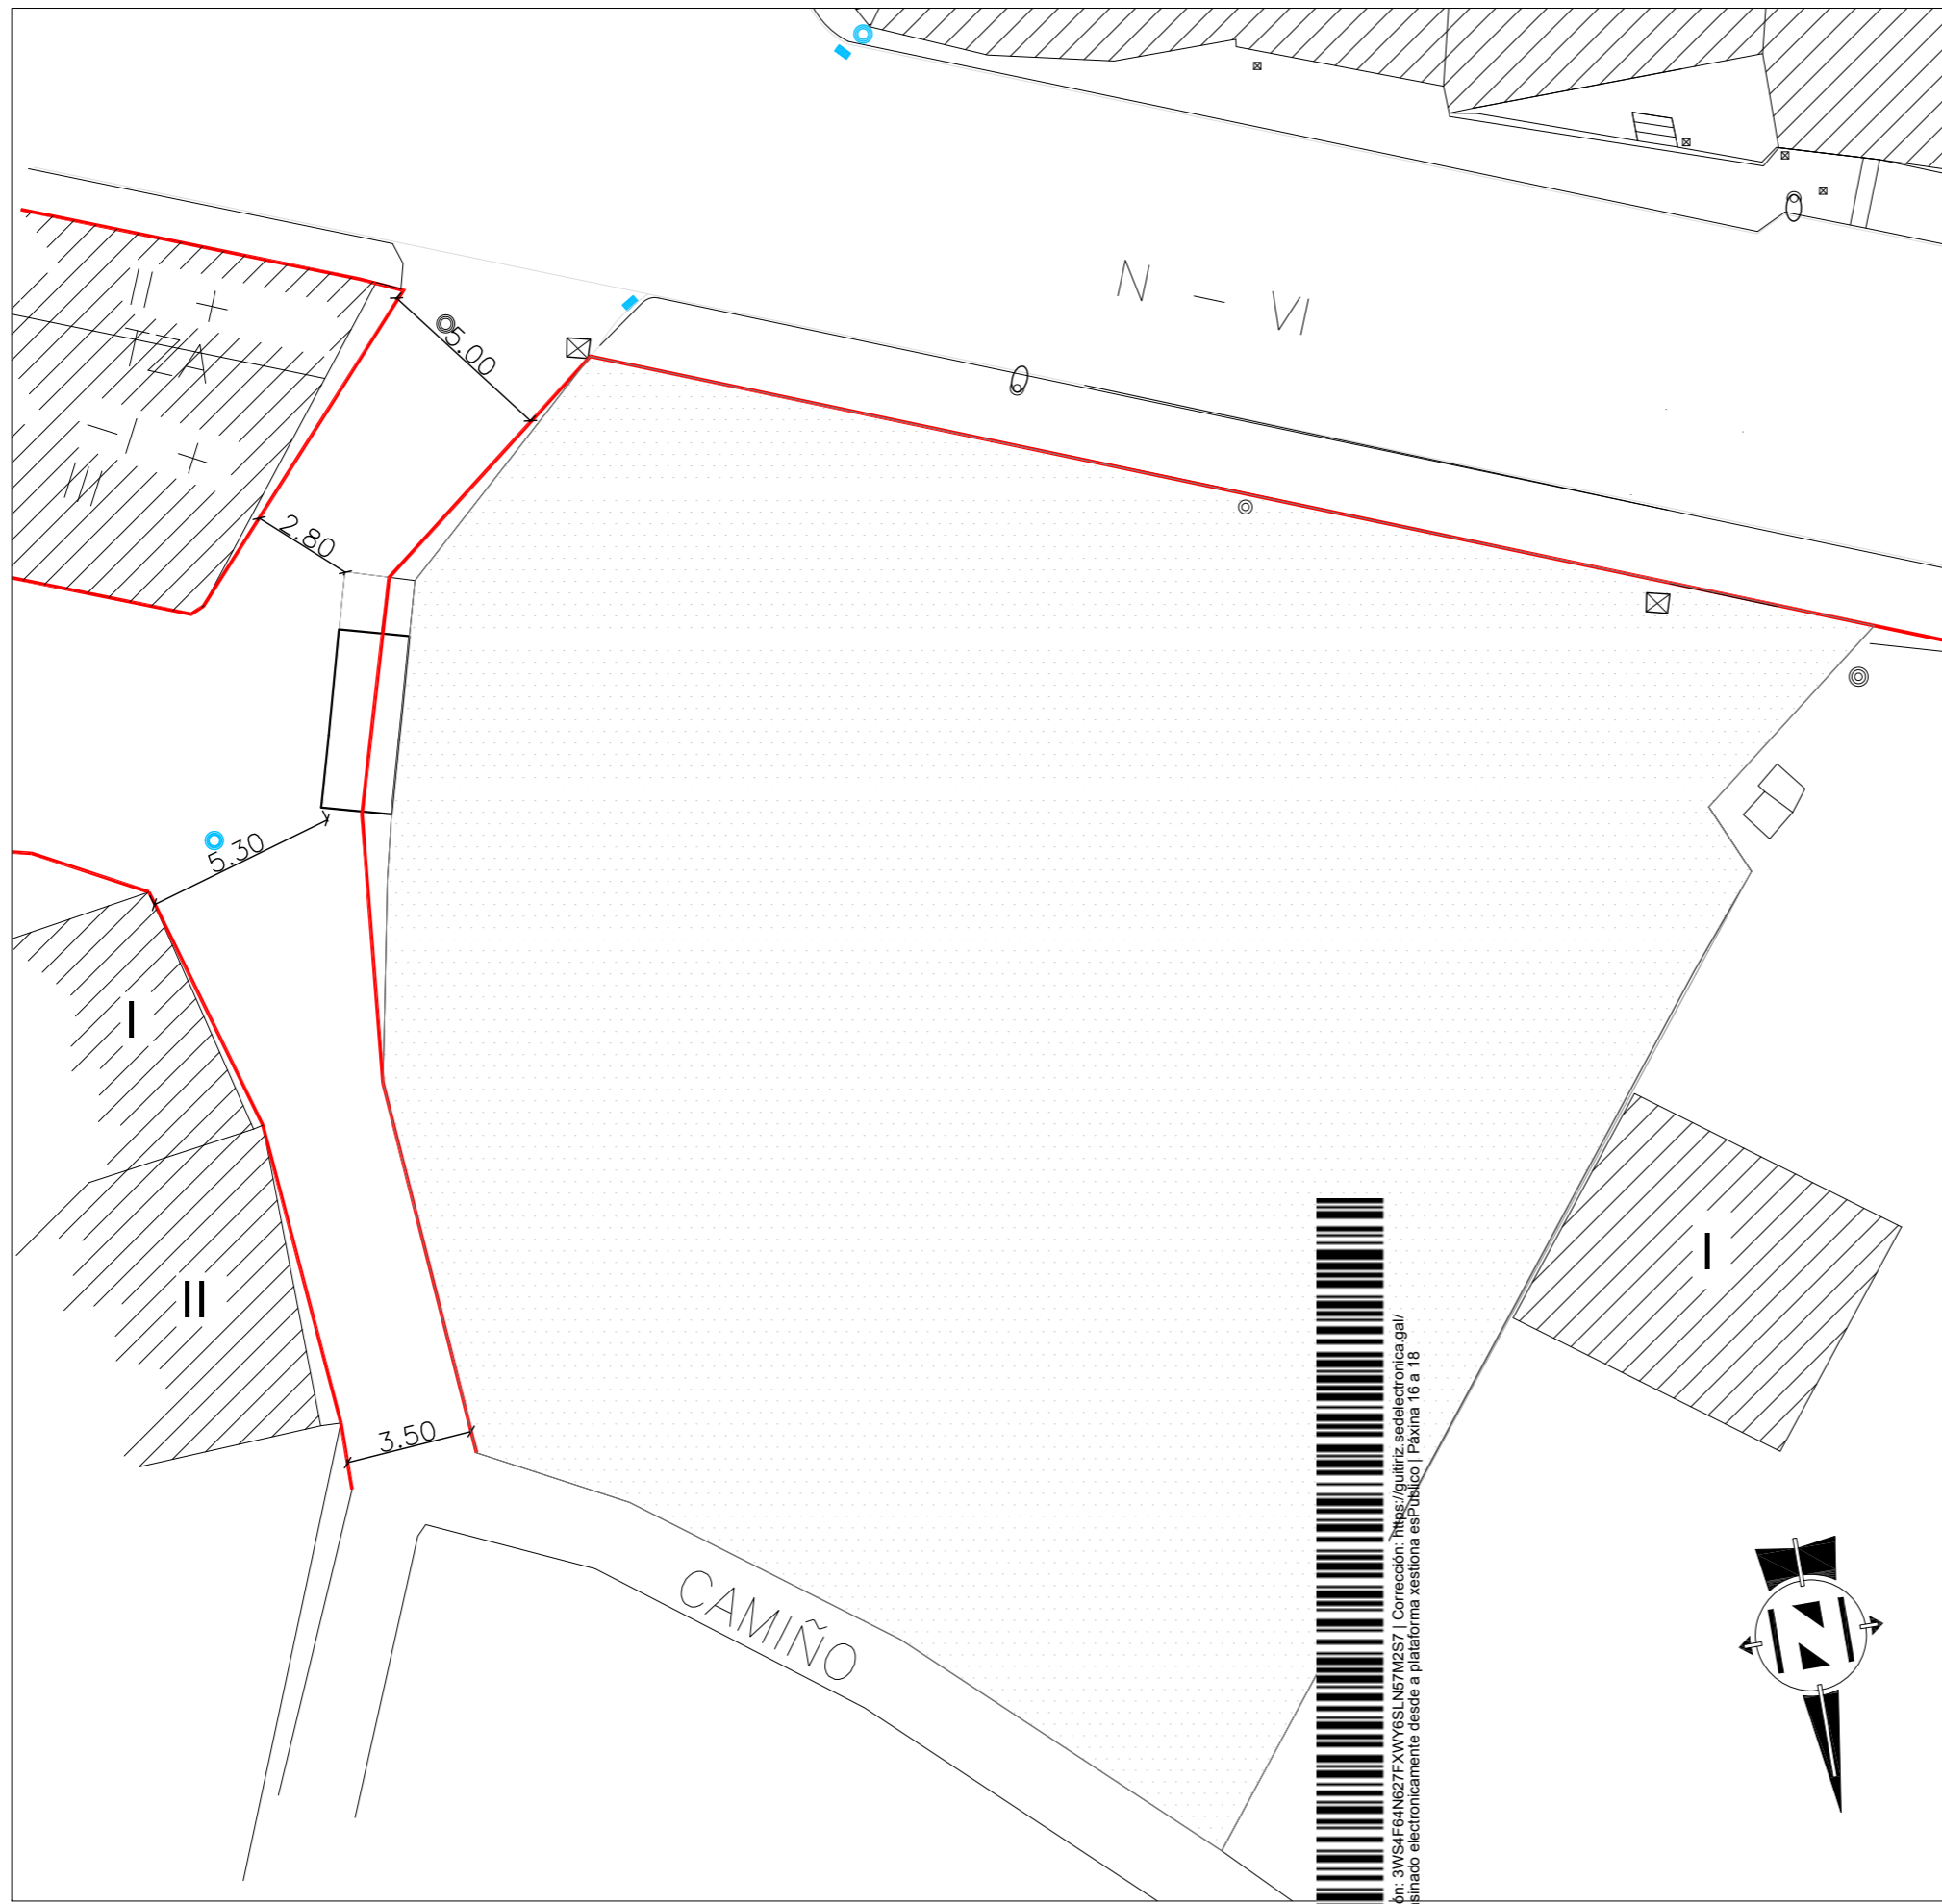 N - VI
5.00
2.80
5.30
I
II
3.50
I
CAMIÑO
N
ón: 3WS4F64N627FXWY6SLN57M2S7 | Corrección: https://guitiriz.sedelectronica.gal/
sinado electronicamente desde a plataforma xestiona esPublico | Páxina 16 a 18